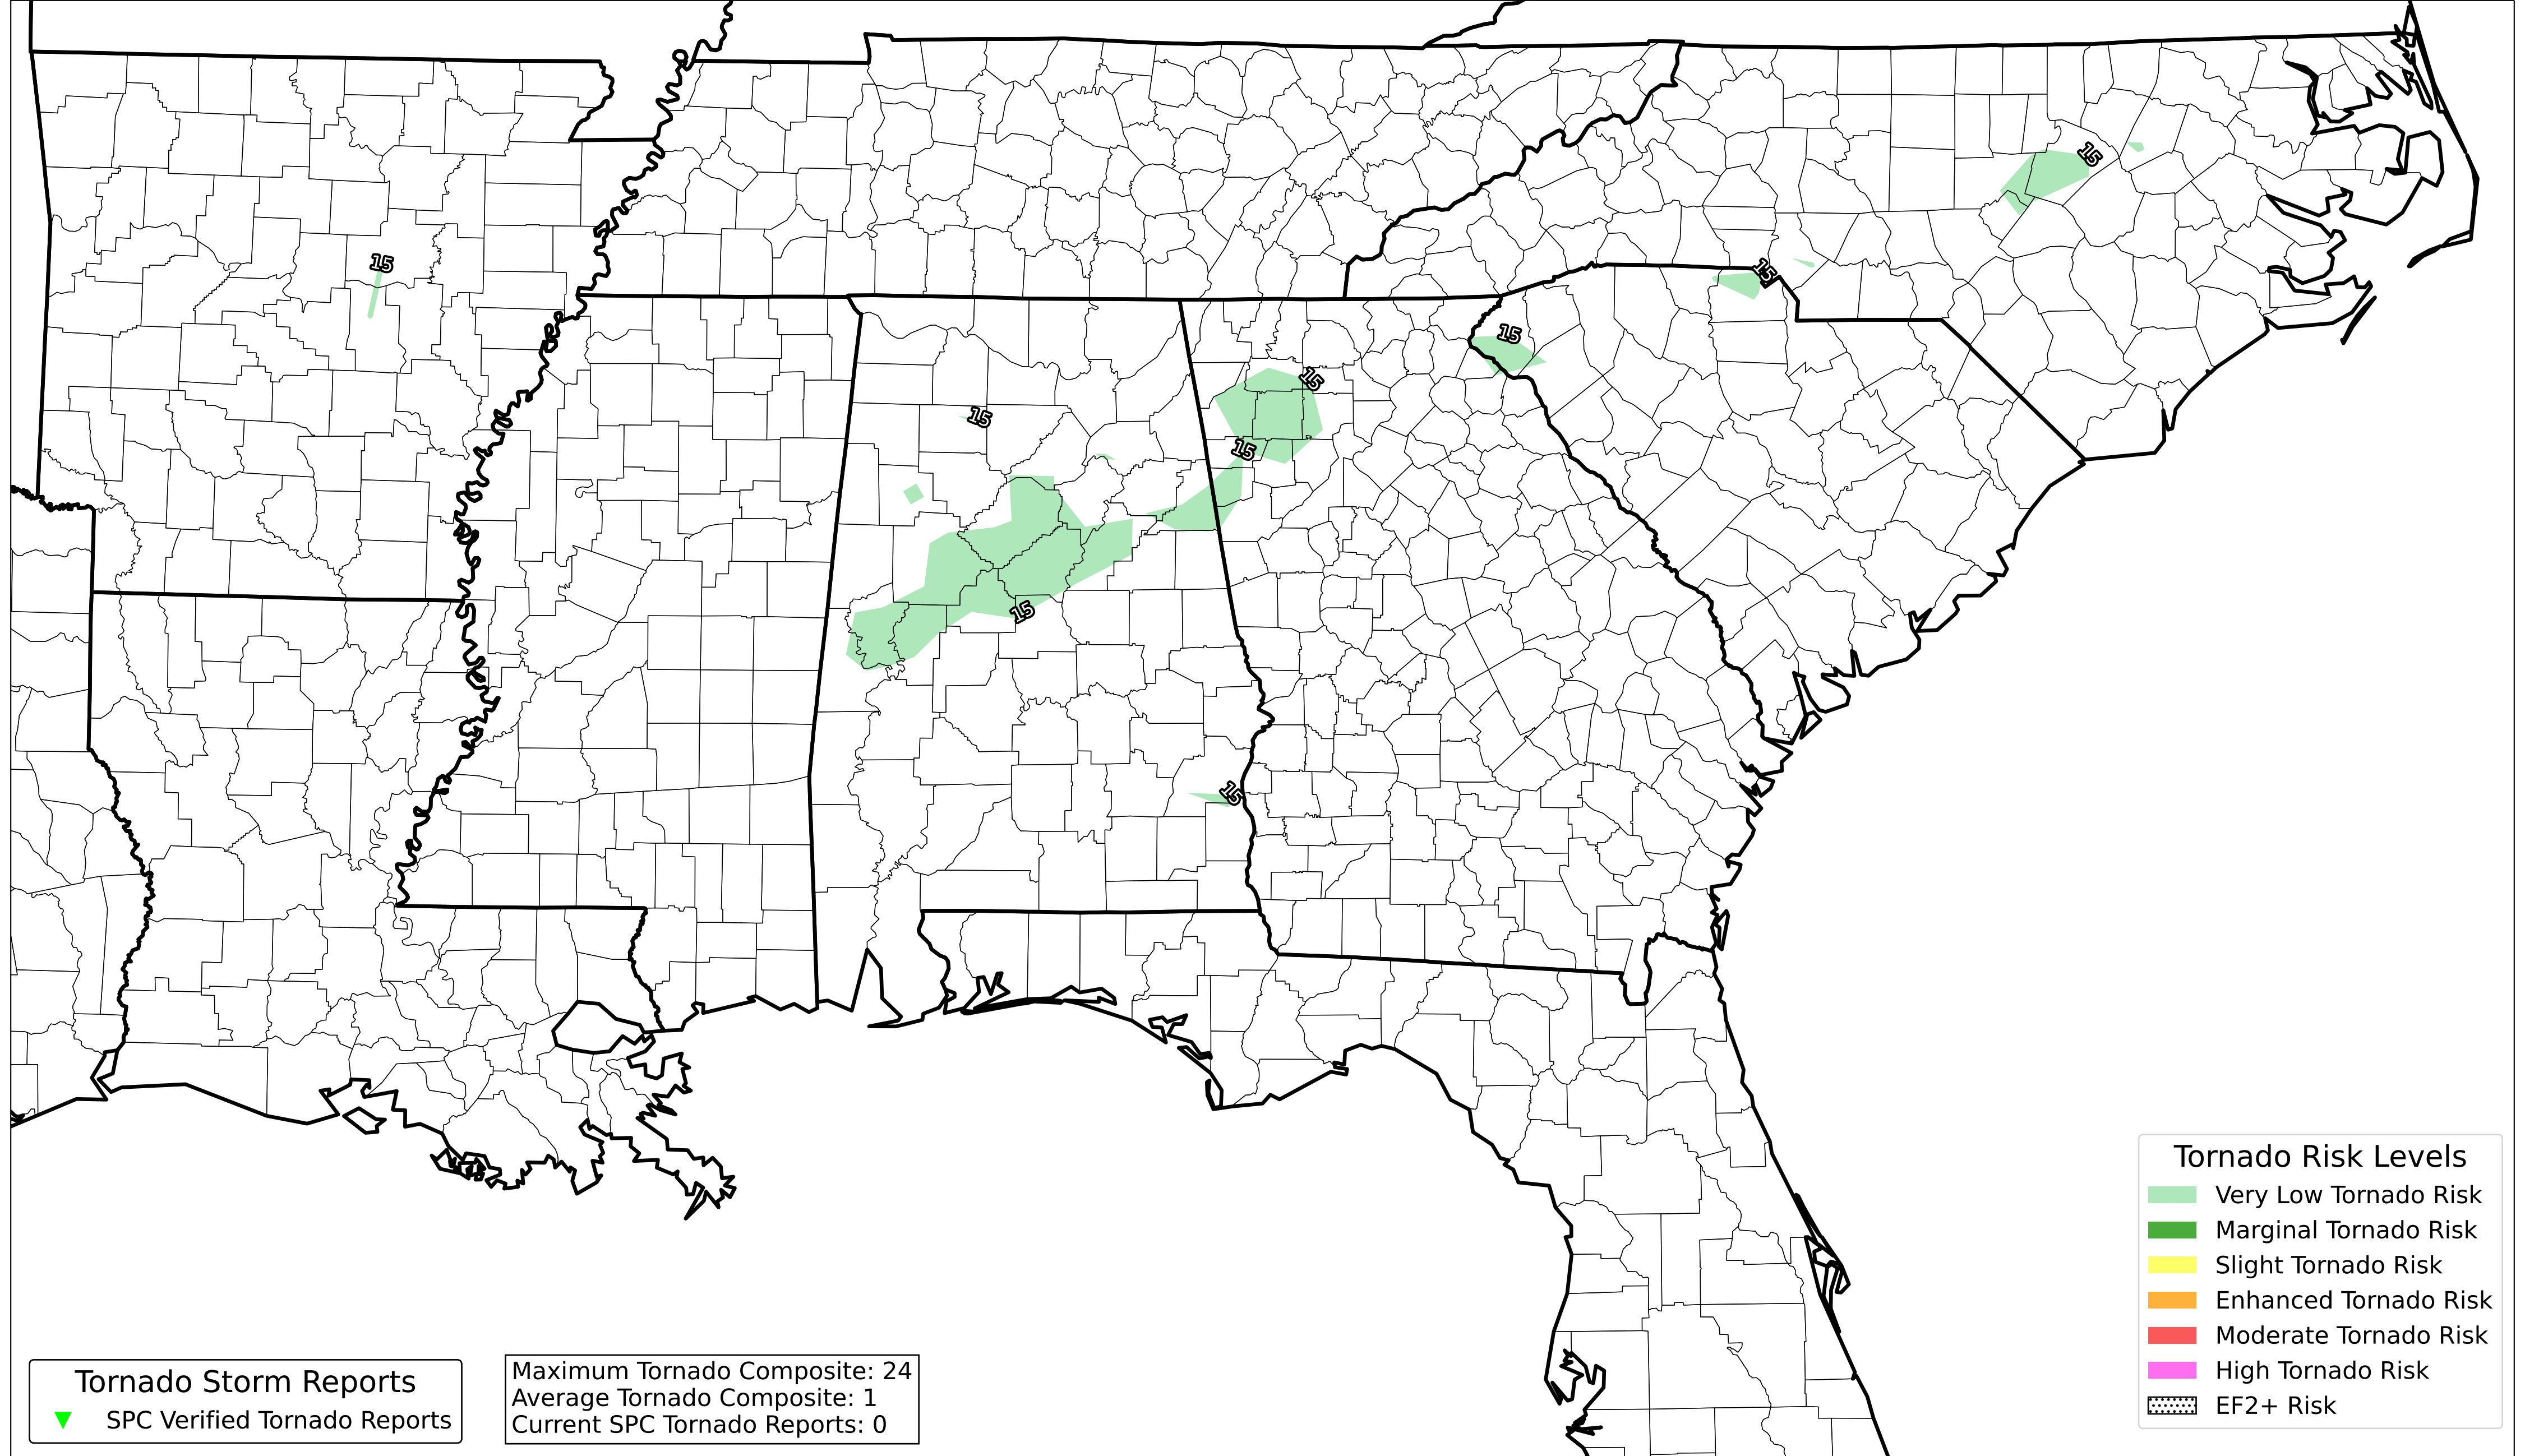 15
15
15
15
15
15
15
15
15
Tornado Risk Levels
Very Low Tornado Risk
Marginal Tornado Risk
Slight Tornado Risk
Enhanced Tornado Risk
Moderate Tornado Risk
High Tornado Risk
EF2+ Risk
Tornado Storm Reports
SPC Verified Tornado Reports
Maximum Tornado Composite: 24
Average Tornado Composite: 1
Current SPC Tornado Reports: 0